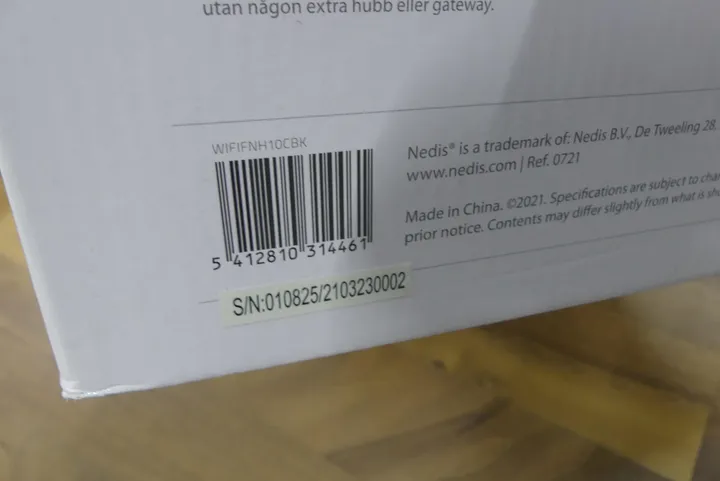 utan någon extra hubb eller gateway.
WIFIFNH10CBK
5 412810 314461
S/N:010825/2103230002
Nedis® is a trademark of: Nedis B.V., De Tweeling 28,
www.nedis.com | Ref. 0721
Made in China. ©2021. Specifications are subject to
prior notice. Contents may differ slightly from what is